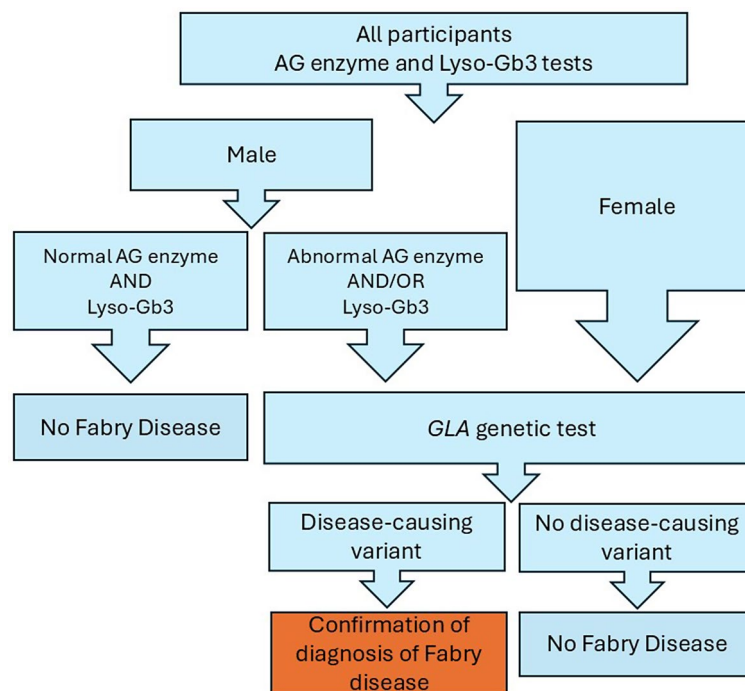 All participants
AG enzyme and Lyso-Gb3 tests
Male
Female
Normal AG enzyme
AND
Lyso-Gb3
Abnormal AG enzyme
AND/OR
Lyso-Gb3
No Fabry Disease
GLA genetic test
Disease-causing
variant
No disease-causing
variant
Confirmation of
diagnosis of Fabry
disease
No Fabry Disease